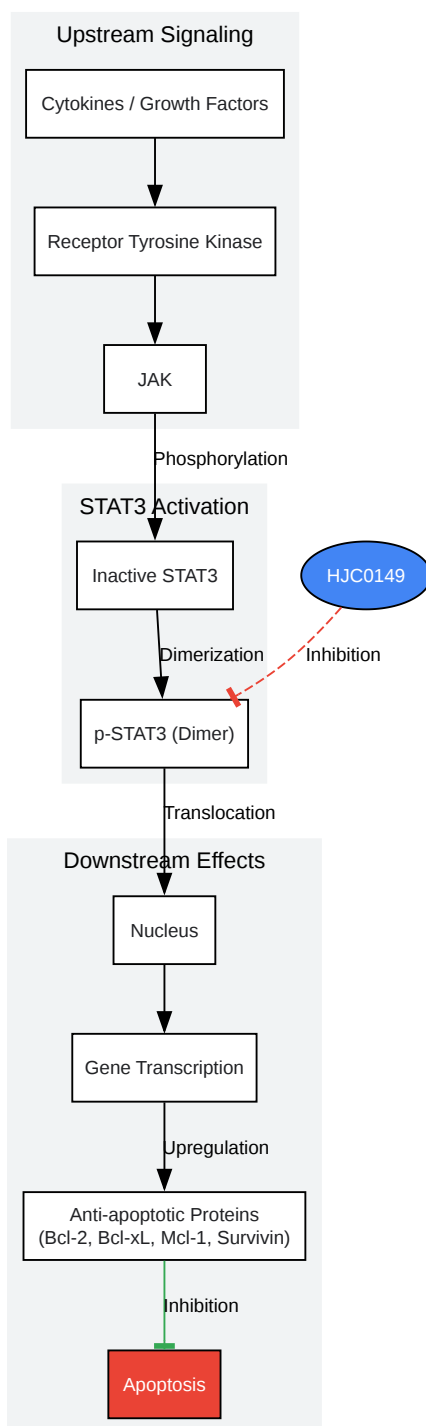 Upstream Signaling
Cytokines / Growth Factors
Receptor Tyrosine Kinase
JAK
Phosphorylation
STAT3 Activation
Inactive STAT3
HJC0149
Dimerization
Inhibition
p-STAT3 (Dimer)
Translocation
Downstream Effects
Nucleus
Gene Transcription
Upregulation
Anti-apoptotic Proteins
(Bcl-2, Bcl-xL, Mcl-1, Survivin)
Inhibition
Apoptosis